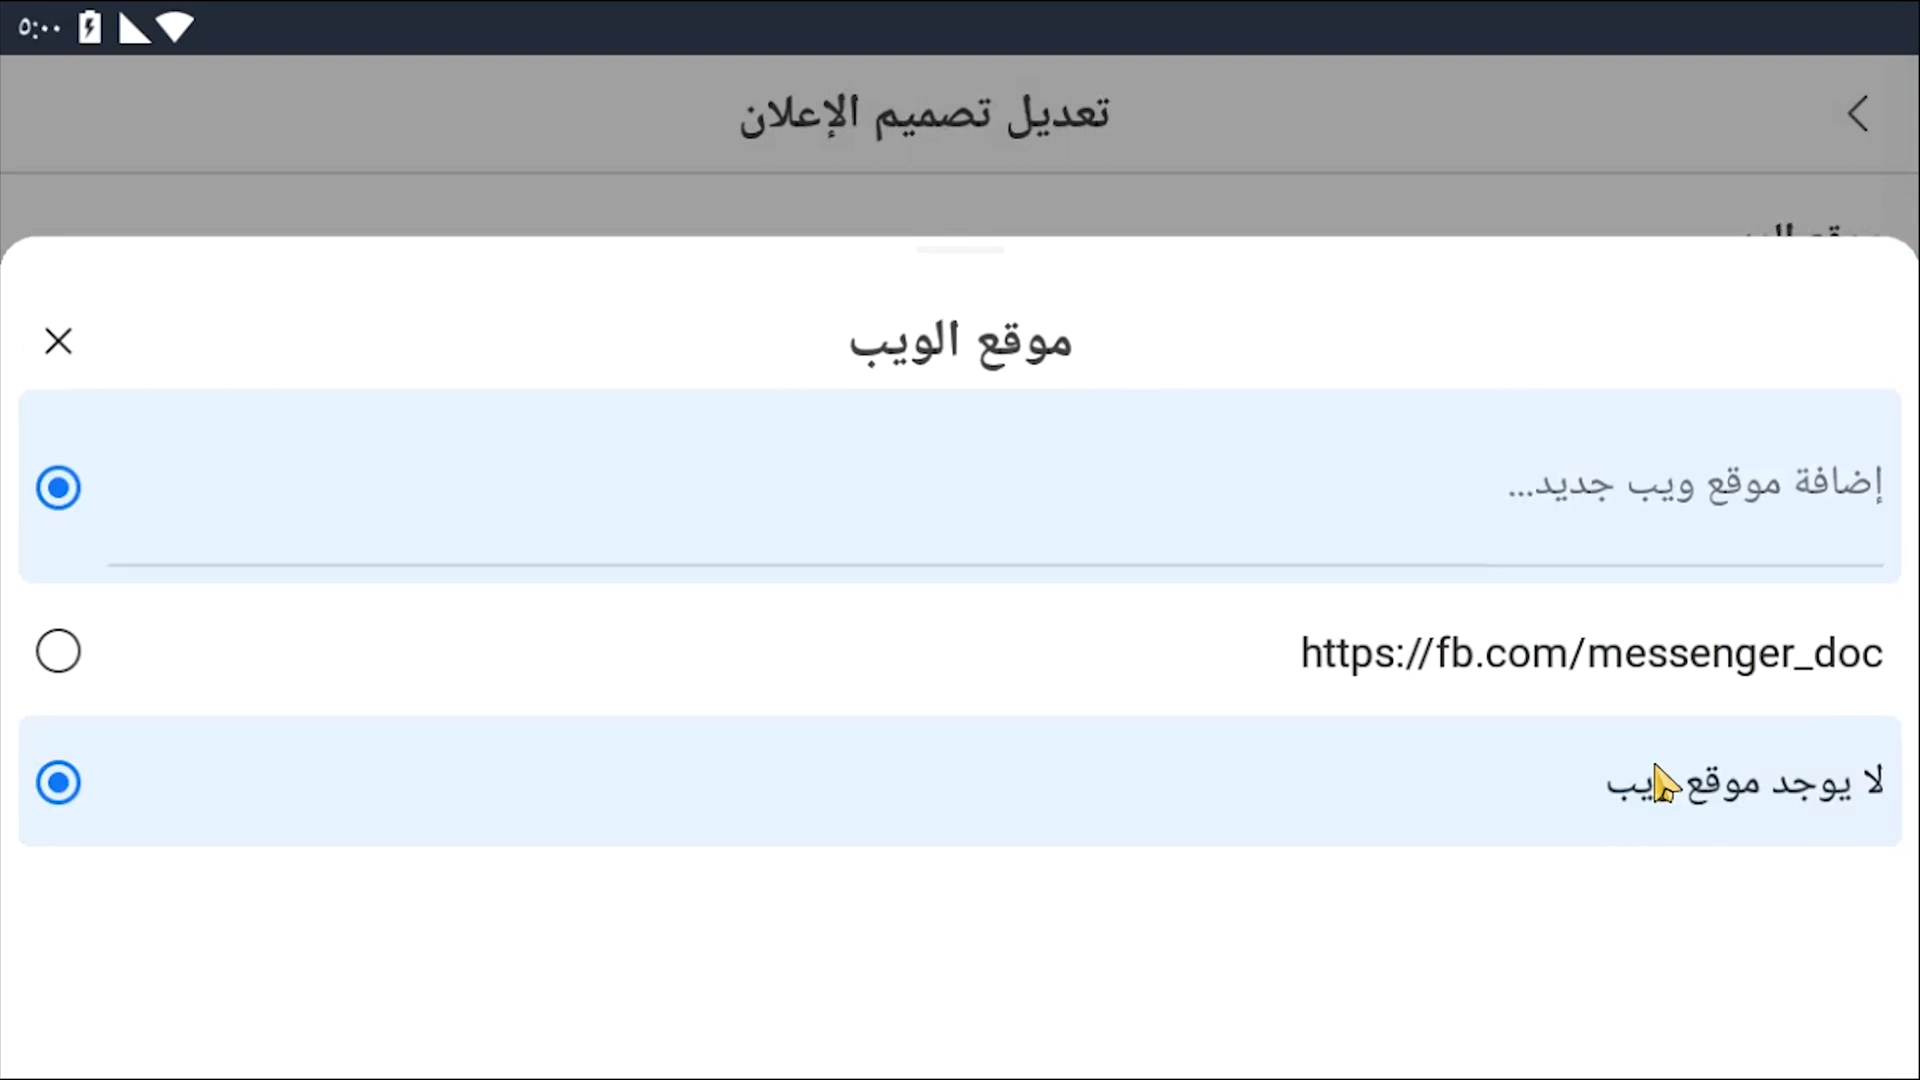 ٥:٠٠
تعديل تصميم الإعلان
موقع الويب
إضافة موقع ويب جديد...
https://fb.com/messenger_doc
لا يوجد موقع ويب